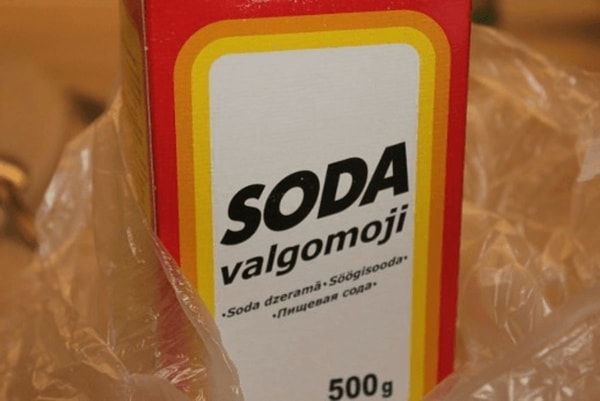 SODA
valgomoji
•Soda dzeramā•Söögisooda•
•Пищевая сода•
500g